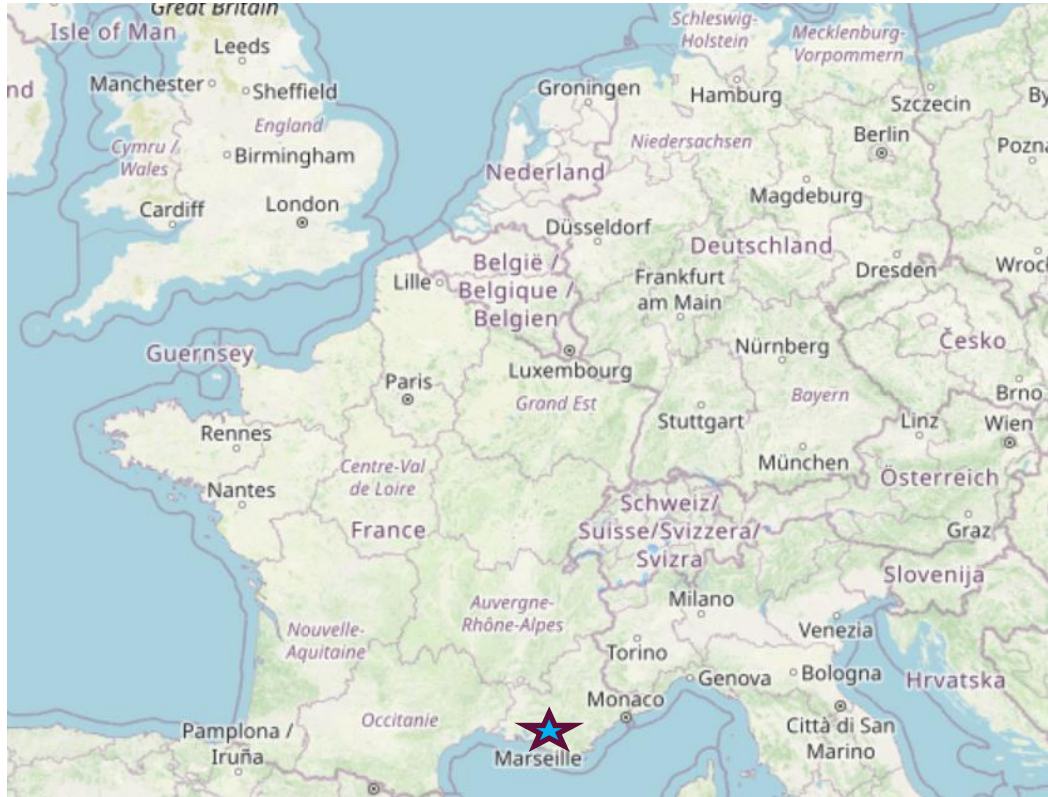 Great Britain
Isle of Man
Leeds
Manchester
Sheffield
England
Cymru /
Wales
Birmingham
Cardiff
London
Schleswig-
Holstein
Mecklenburg-
Vorpommern
Groningen
Hamburg
Szczecin
Niedersachsen
Berlin
Nederland
Magdeburg
Düsseldorf
Deutschland
België /
Belgique /
Belgien
Lille
Frankfurt
am Main
Dresden
Guernsey
Luxembourg
Nürnberg
Česko
Paris
Grand Est
Bayern
Brno
Rennes
Stuttgart
Linz
Wien
Centre-Val
de Loire
München
Nantes
Österreich
France
Schweiz/
Suisse/Svizzera/
Svizra
Graz
Slovenija
Auvergne-
Rhône-Alpes
Milano
Nouvelle-
Aquitaine
Torino
Venezia
Genova
Bologna
Hrvatska
Monaco
Occitanie
Città di San
Marino
Pamplona /
Iruña
Marseille